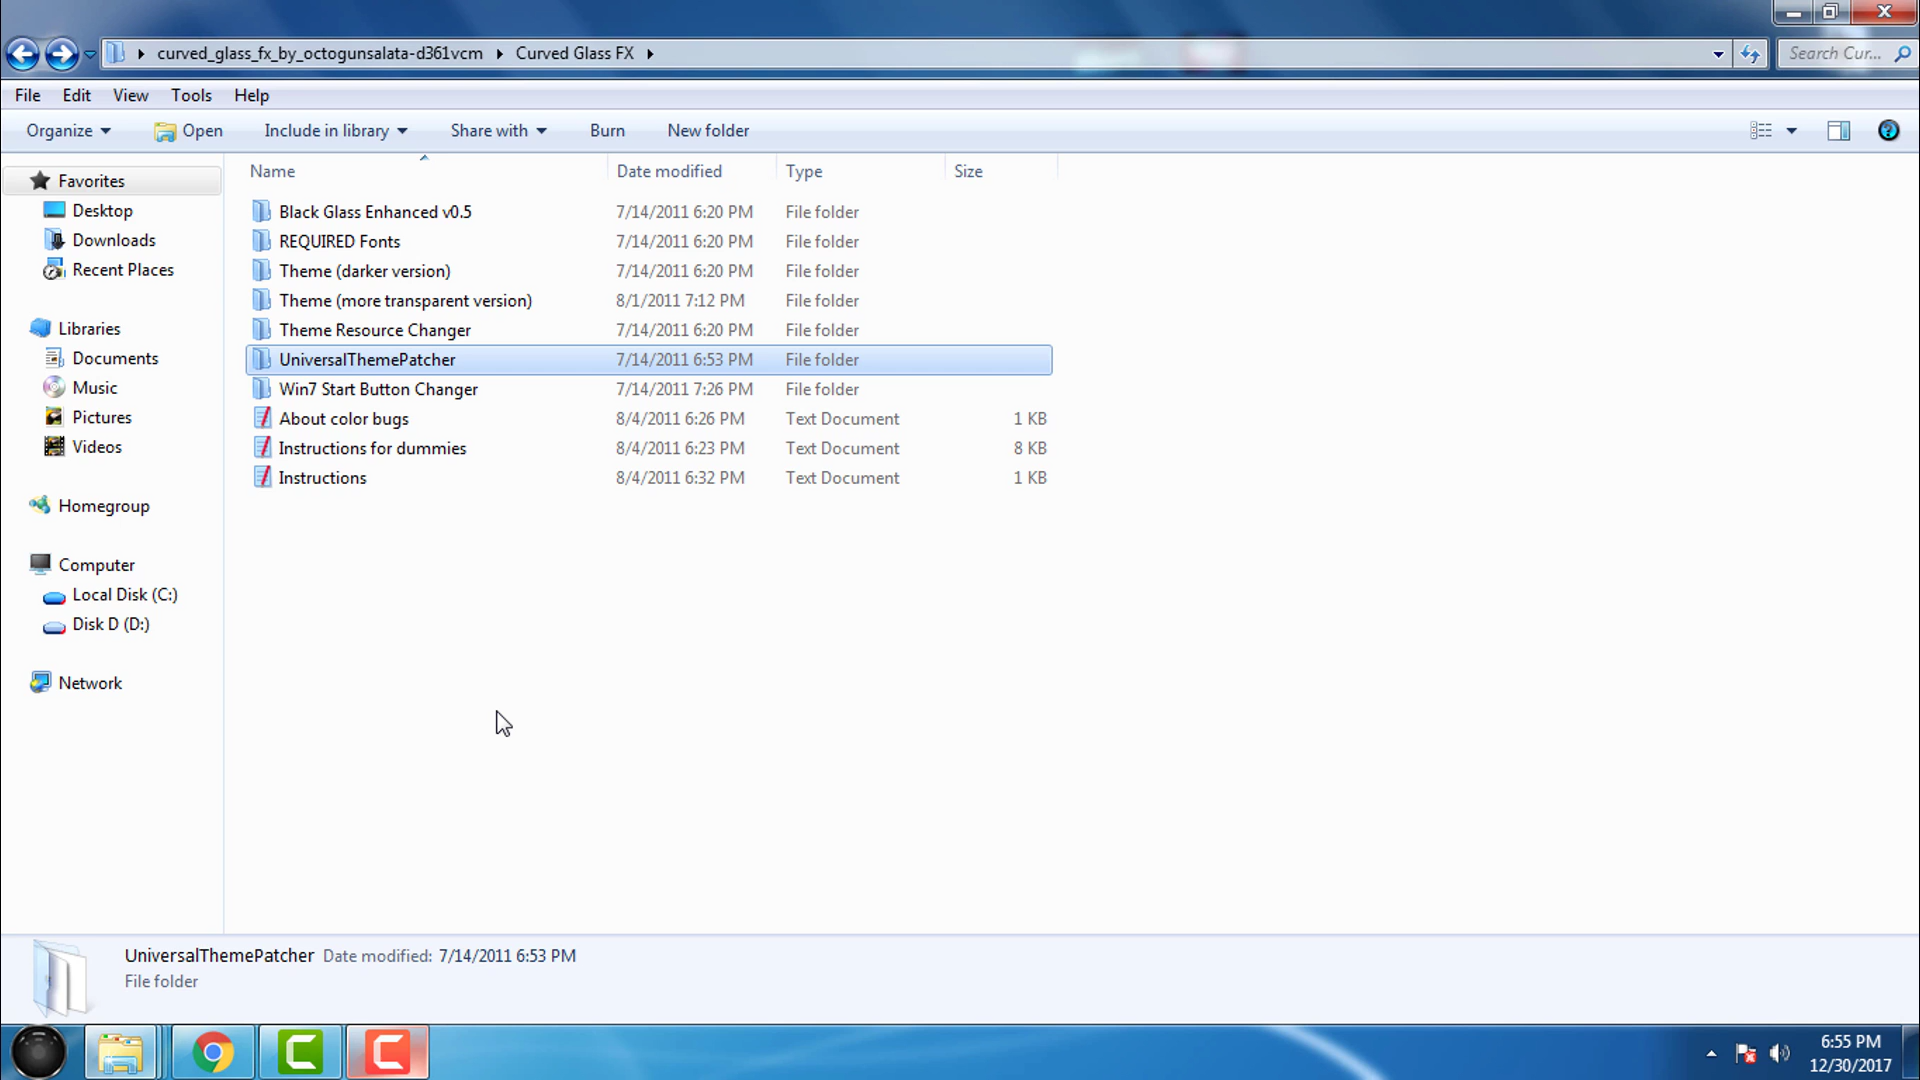 curved_glass_fx_by_octogunsalata-d361vcm Curved Glass FX Search Cur...
File Edit View Tools Help
Organize Open Include in library Share with Burn New folder
Name Date modified Type Size
Favorites
Desktop
Downloads
Recent Places
Libraries
Documents
Music
Pictures
Videos
Homegroup
Computer
Local Disk (C:)
Disk D (D:)
Network
Black Glass Enhanced v0.5 7/14/2011 6:20 PM File folder
REQUIRED Fonts 7/14/2011 6:20 PM File folder
Theme (darker version) 7/14/2011 6:20 PM File folder
Theme (more transparent version) 8/1/2011 7:12 PM File folder
Theme Resource Changer 7/14/2011 6:20 PM File folder
UniversalThemePatcher 7/14/2011 6:53 PM File folder
Win7 Start Button Changer 7/14/2011 7:26 PM File folder
About color bugs 8/4/2011 6:26 PM Text Document 1 KB
Instructions for dummies 8/4/2011 6:23 PM Text Document 8 KB
Instructions 8/4/2011 6:32 PM Text Document 1 KB
UniversalThemePatcher Date modified: 7/14/2011 6:53 PM
File folder
6:55 PM
12/30/2017